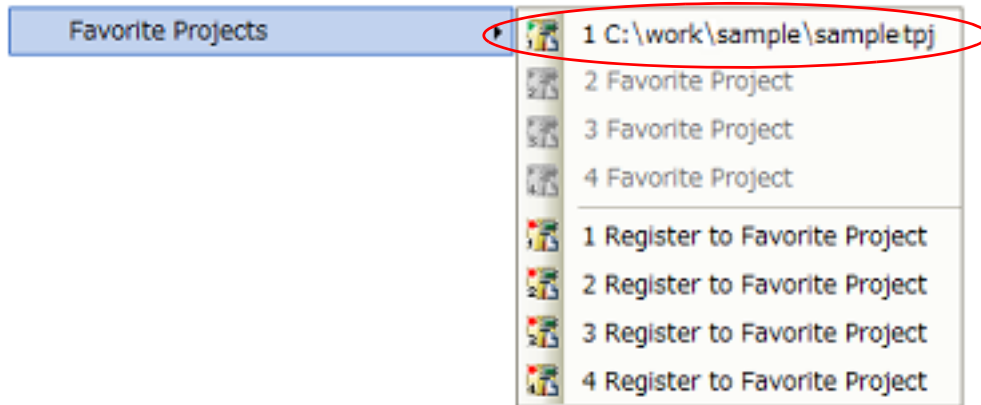 Favorite Projects
1 C:\work\sample\sample.tpj
2 Favorite Project
3 Favorite Project
4 Favorite Project
1 Register to Favorite Project
2 Register to Favorite Project
3 Register to Favorite Project
4 Register to Favorite Project